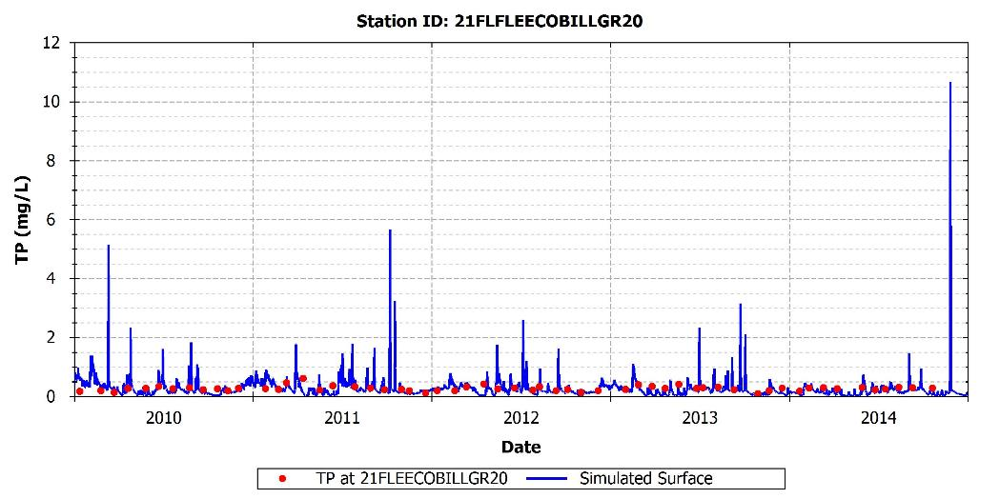 Station ID: 21FLFLEECOBILLGR20
12
10
8
6
4
2
0
TP (mg/L)
2010 2011 2012 2013 2014
Date
TP at 21FLEECOBILLGR20 Simulated Surface